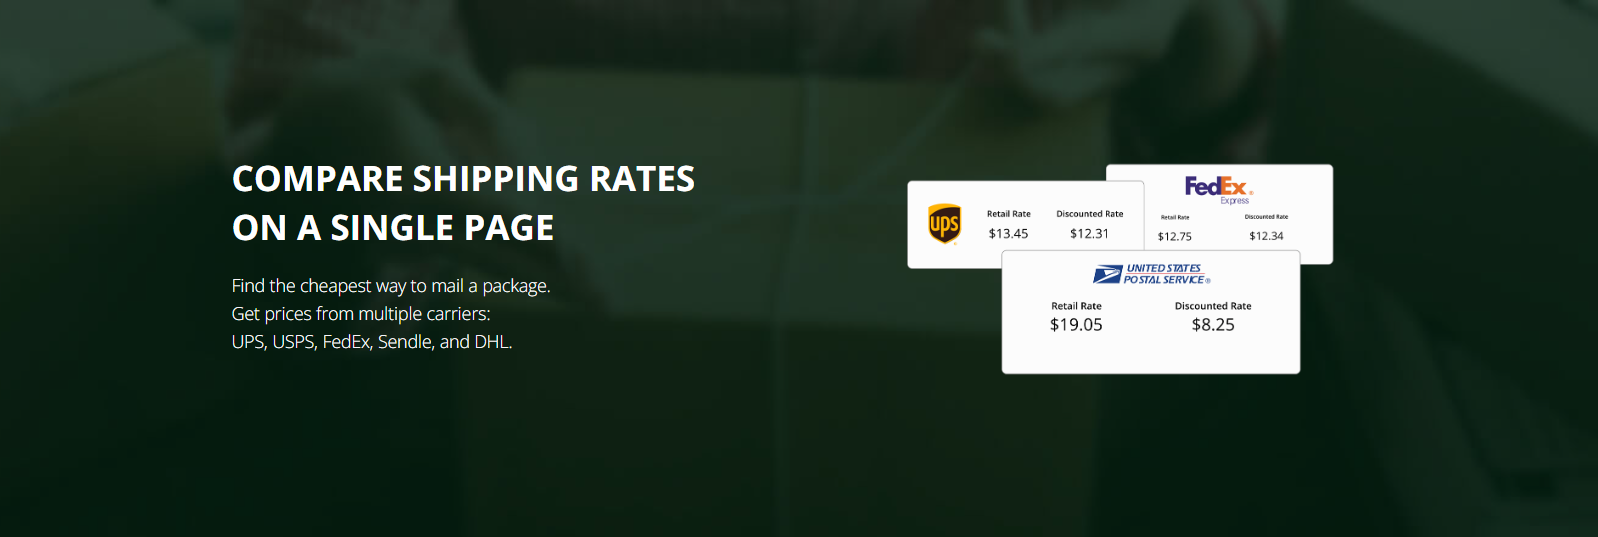 COMPARE SHIPPING RATES
ON A SINGLE PAGE
Find the cheapest way to mail a package.
Get prices from multiple carriers:
UPS, USPS, FedEx, Sendle, and DHL.
ups
Retail Rate Discounted Rate
$13.45 $12.31
FedEx®
Express
Retail Rate Discounted Rate
$12.75 $12.34
UNITED STATES
POSTAL SERVICE®
Retail Rate Discounted Rate
$19.05 $8.25